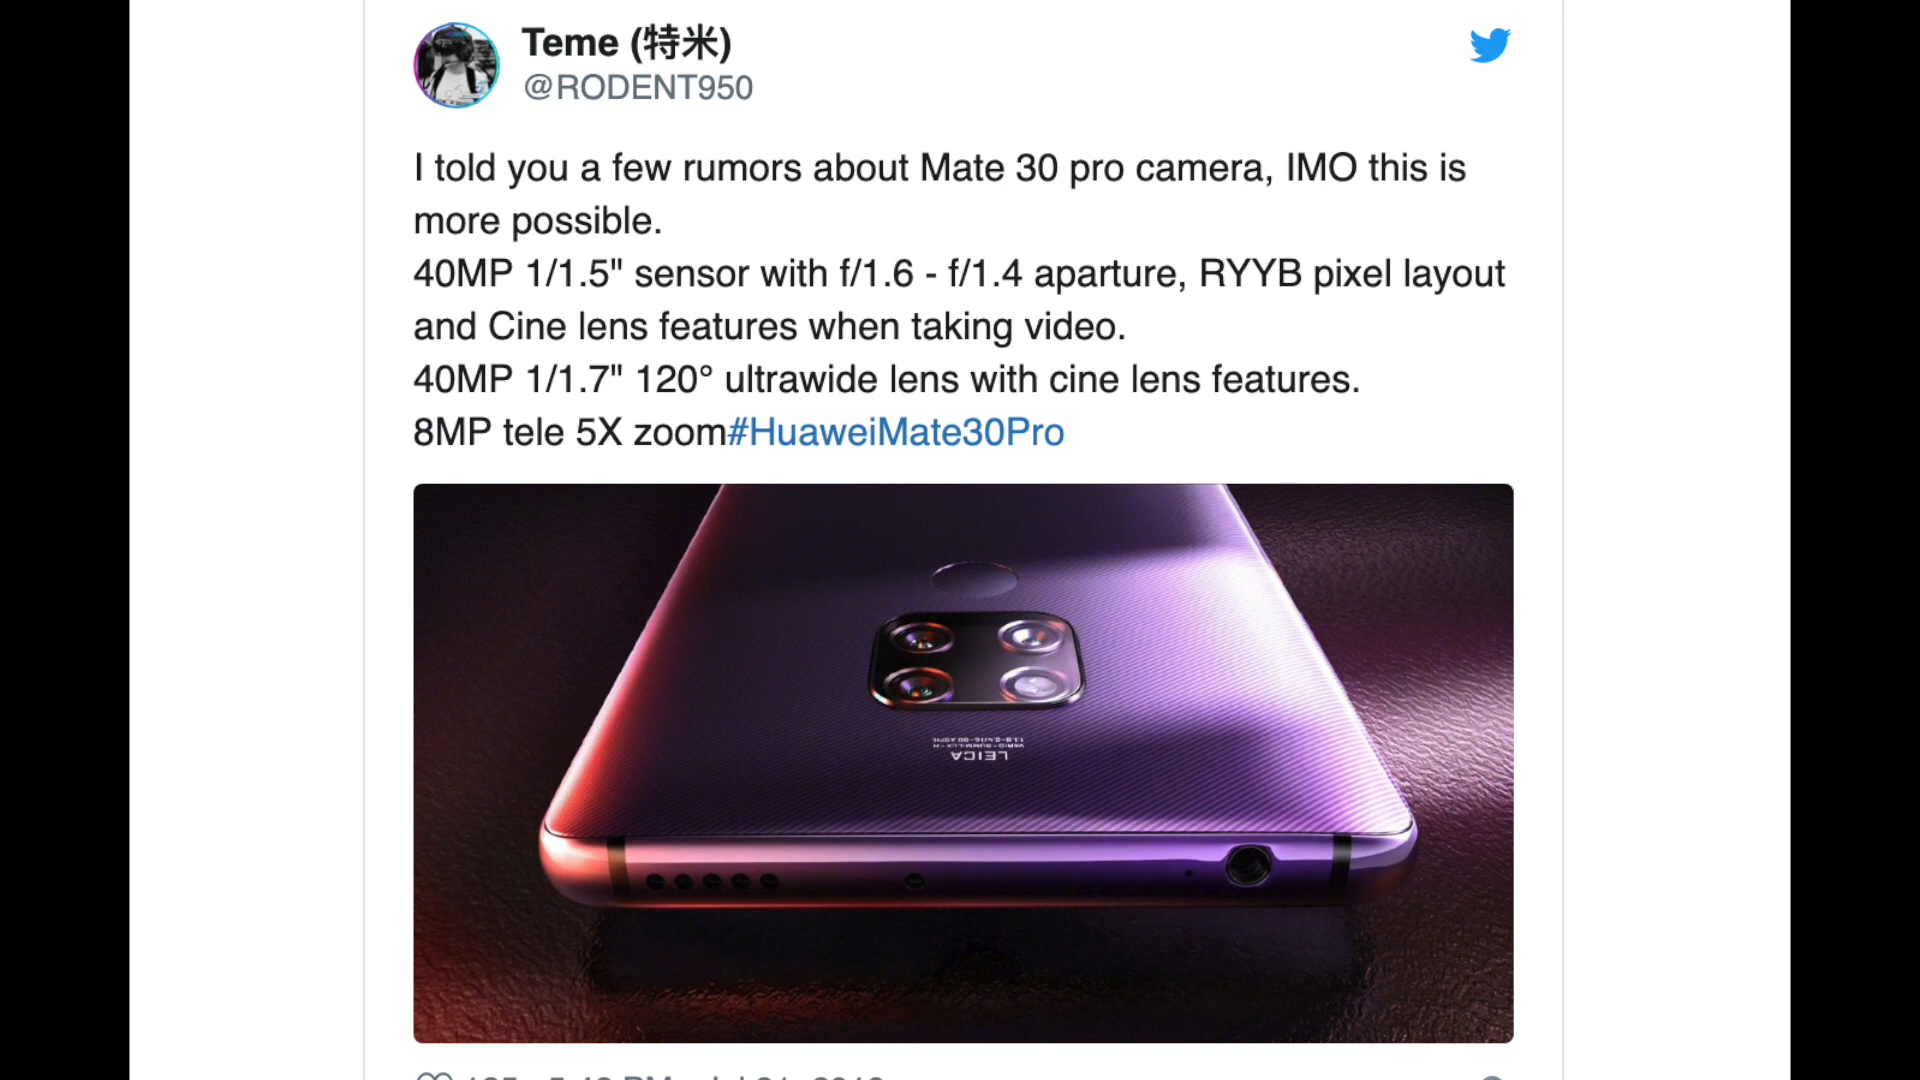 Teme (特米)
@RODENT950
I told you a few rumors about Mate 30 pro camera, IMO this is
more possible.
40MP 1/1.5" sensor with f/1.6 - f/1.4 aparture, RYYB pixel layout
and Cine lens features when taking video.
40MP 1/1.7" 120° ultrawide lens with cine lens features.
8MP tele 5X zoom#HuaweiMate30Pro
LEICA